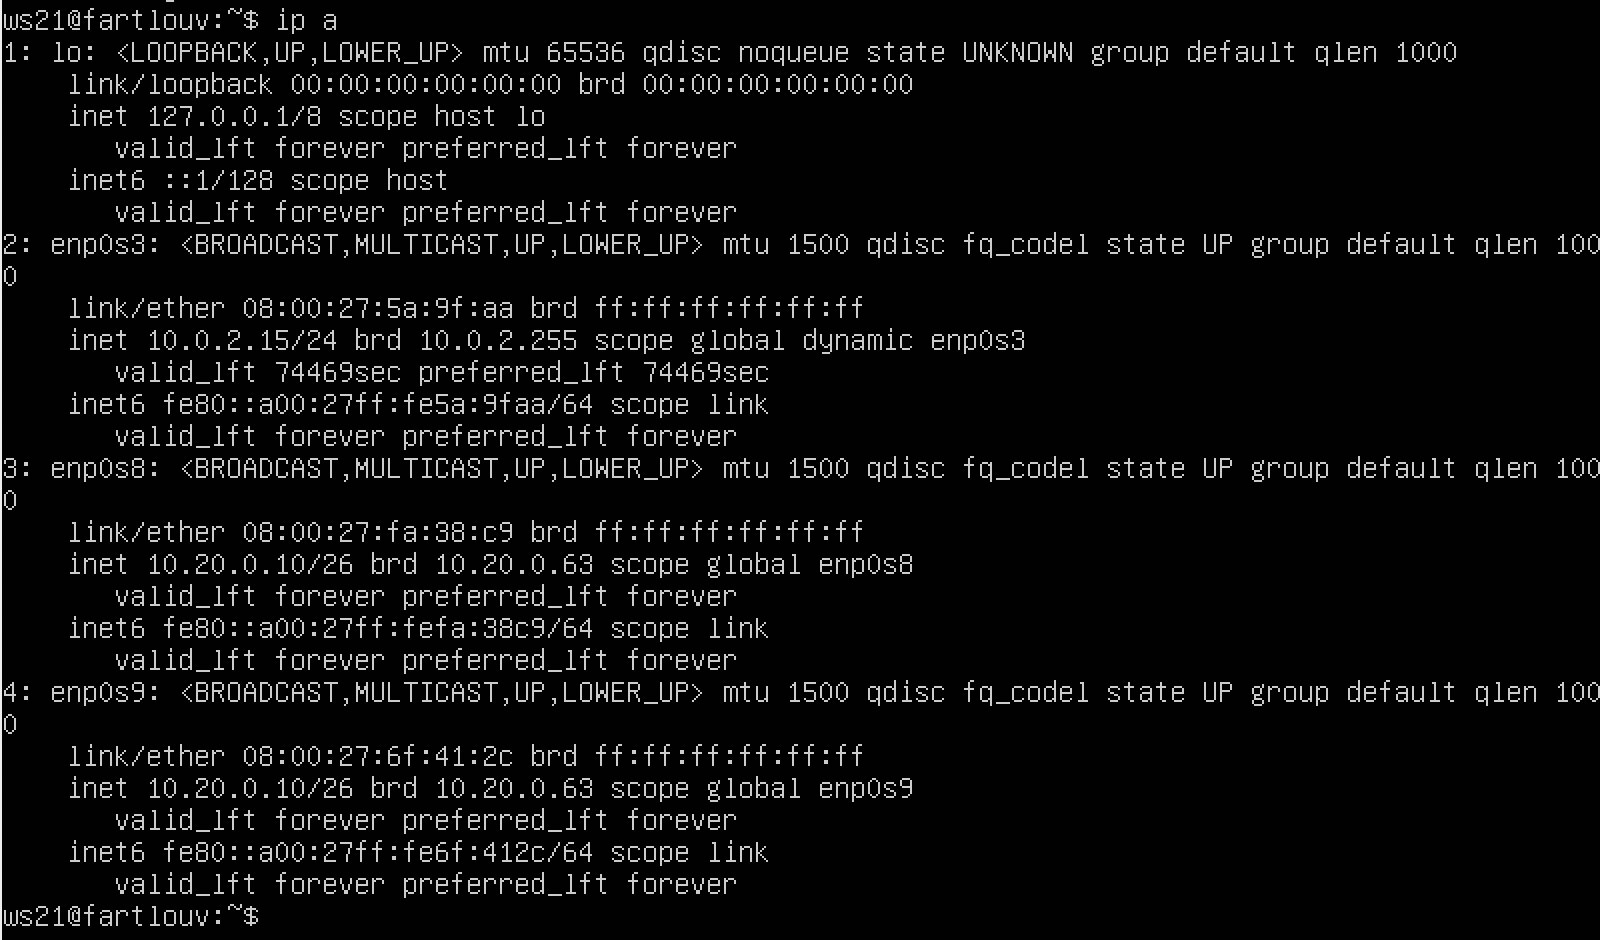 ws21@fartlouv:~$ ip a
1: lo: <LOOPBACK,UP,LOWER_UP> mtu 65536 qdisc noqueue state UNKNOWN group default qlen 1000
    link/loopback 00:00:00:00:00:00 brd 00:00:00:00:00:00
    inet 127.0.0.1/8 scope host lo
       valid_lft forever preferred_lft forever
    inet6 ::1/128 scope host
       valid_lft forever preferred_lft forever
2: enp0s3: <BROADCAST,MULTICAST,UP,LOWER_UP> mtu 1500 qdisc fq_codel state UP group default qlen 100
0
    link/ether 08:00:27:5a:9f:aa brd ff:ff:ff:ff:ff:ff
    inet 10.0.2.15/24 brd 10.0.2.255 scope global dynamic enp0s3
       valid_lft 74469sec preferred_lft 74469sec
    inet6 fe80::a00:27ff:fe5a:9faa/64 scope link
       valid_lft forever preferred_lft forever
3: enp0s8: <BROADCAST,MULTICAST,UP,LOWER_UP> mtu 1500 qdisc fq_codel state UP group default qlen 100
0
    link/ether 08:00:27:fa:38:c9 brd ff:ff:ff:ff:ff:ff
    inet 10.20.0.10/26 brd 10.20.0.63 scope global enp0s8
       valid_lft forever preferred_lft forever
    inet6 fe80::a00:27ff:fefa:38c9/64 scope link
       valid_lft forever preferred_lft forever
4: enp0s9: <BROADCAST,MULTICAST,UP,LOWER_UP> mtu 1500 qdisc fq_codel state UP group default qlen 100
0
    link/ether 08:00:27:6f:41:2c brd ff:ff:ff:ff:ff:ff
    inet 10.20.0.10/26 brd 10.20.0.63 scope global enp0s9
       valid_lft forever preferred_lft forever
    inet6 fe80::a00:27ff:fe6f:412c/64 scope link
       valid_lft forever preferred_lft forever
ws21@fartlouv:~$